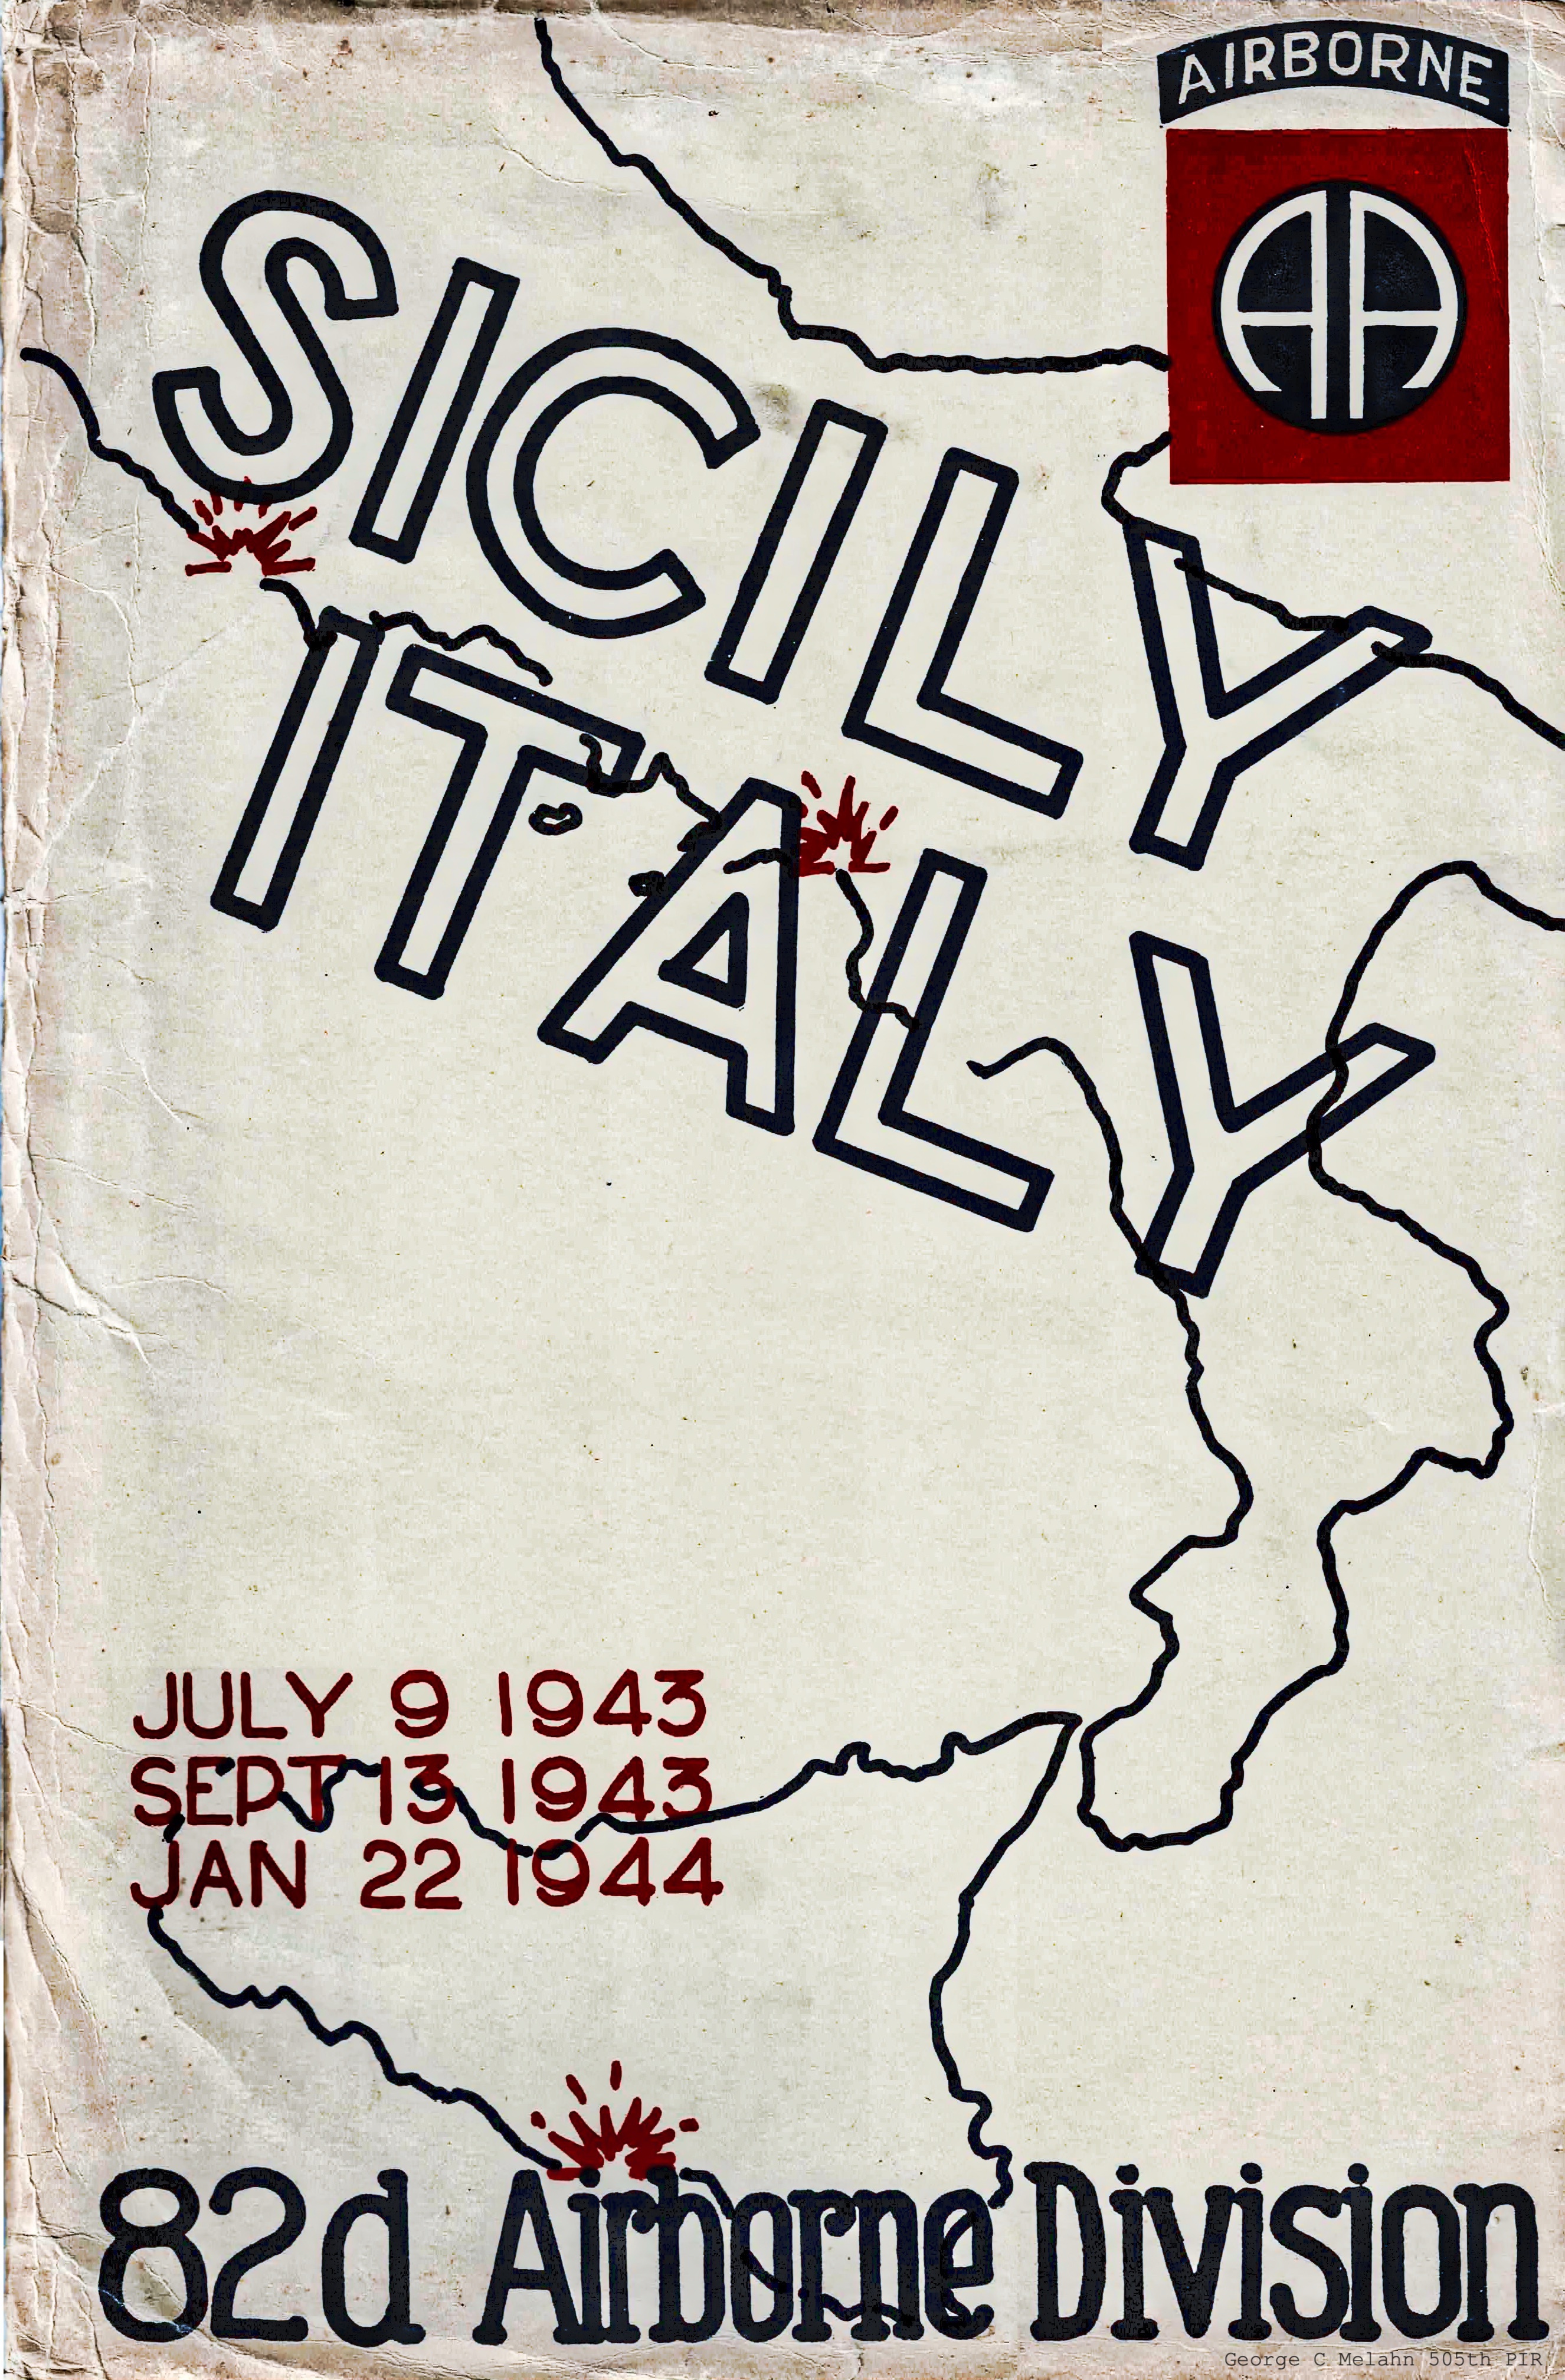 AIRBORNE
AA
SICILY
ITALY
JULY 9 1943
SEPT 13 1943
JAN 22 1944
82d Airborne Division
George C Melahn 505th PIR